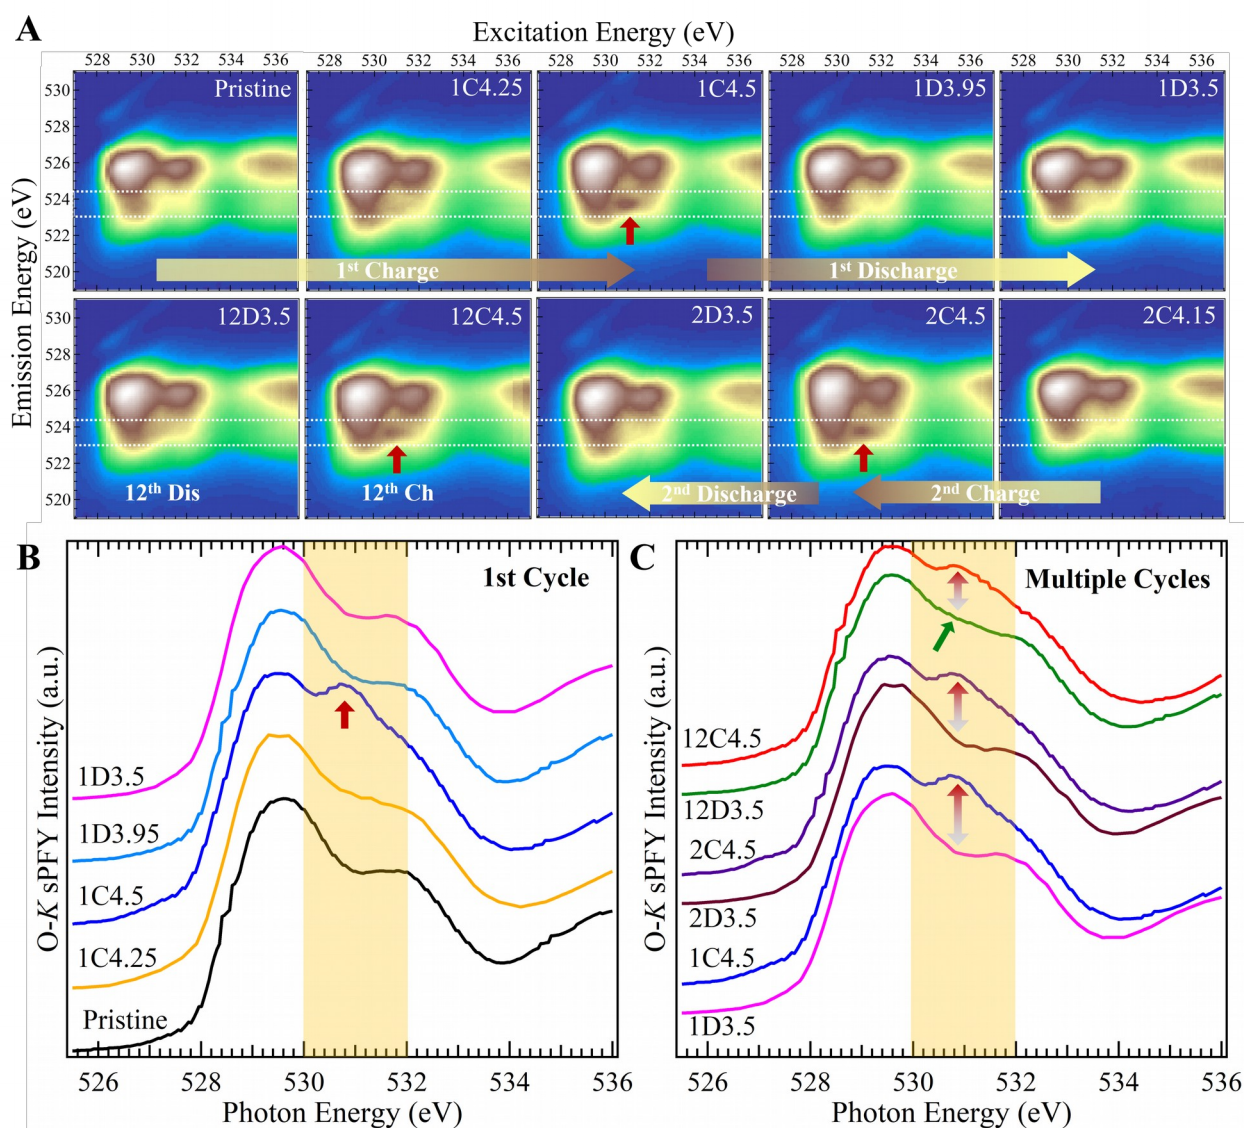 A
Excitation Energy (eV)
528 530 534 536 528 530 534 536 528 530 534 536 528 530 534 536 528 530 534 536
Emission Energy (eV)
530
528
526
524
522
520
Pristine
1C4.25
1C4.5
1D3.95
1D3.5
1st Charge
1st Discharge
530
528
526
524
522
520
12D3.5
12C4.5
2D3.5
2C4.5
2C4.15
12th Dis
12th Ch
2nd Discharge
2nd Charge
B
1st Cycle
O-K sPFY Intensity (a.u.)
1D3.5
1D3.95
1C4.5
1C4.25
Pristine
526 528 530 532 534 536
Photon Energy (eV)
C
Multiple Cycles
O-K sPFY Intensity (a.u.)
12C4.5
12D3.5
2C4.5
2D3.5
1C4.5
1D3.5
526 528 530 532 534 536
Photon Energy (eV)